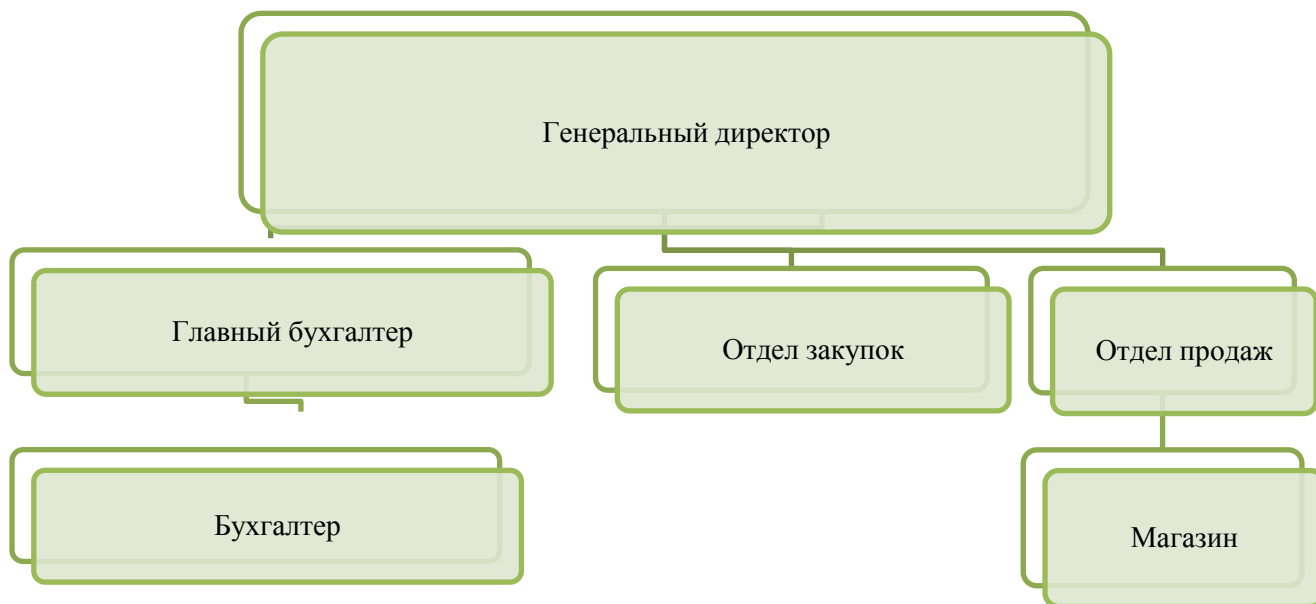 Генеральный директор
Главный бухгалтер
Отдел закупок
Отдел продаж
Бухгалтер
Магазин